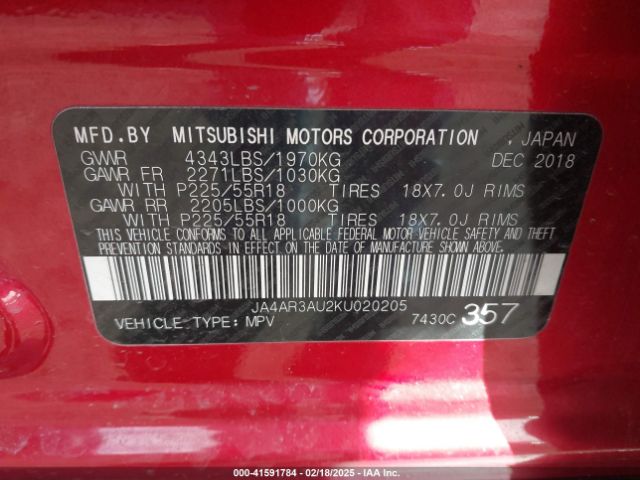 MFD.BY MITSUBISHI MOTORS CORPORATION , JAPAN
GVWR 4343LBS/1970KG DEC 2018
GAWR FR 2271LBS/1030KG
WITH P225/55R18 TIRES 18X7.0J RIMS
GAWR RR 2205LBS/1000KG
WITH P225/55R18 TIRES 18X7.0J RIMS
THIS VEHICLE CONFORMS TO ALL APPLICABLE FEDERAL MOTOR VEHICLE SAFETY AND THEFT
PREVENTION STANDARDS IN EFFECT ON THE DATE OF MANUFACTURE SHOWN ABOVE.
JA4AR3AU2KU020205
VEHICLE TYPE: MPV 7430C 357
000-41591784 - 02/18/2025 - IAA Inc.